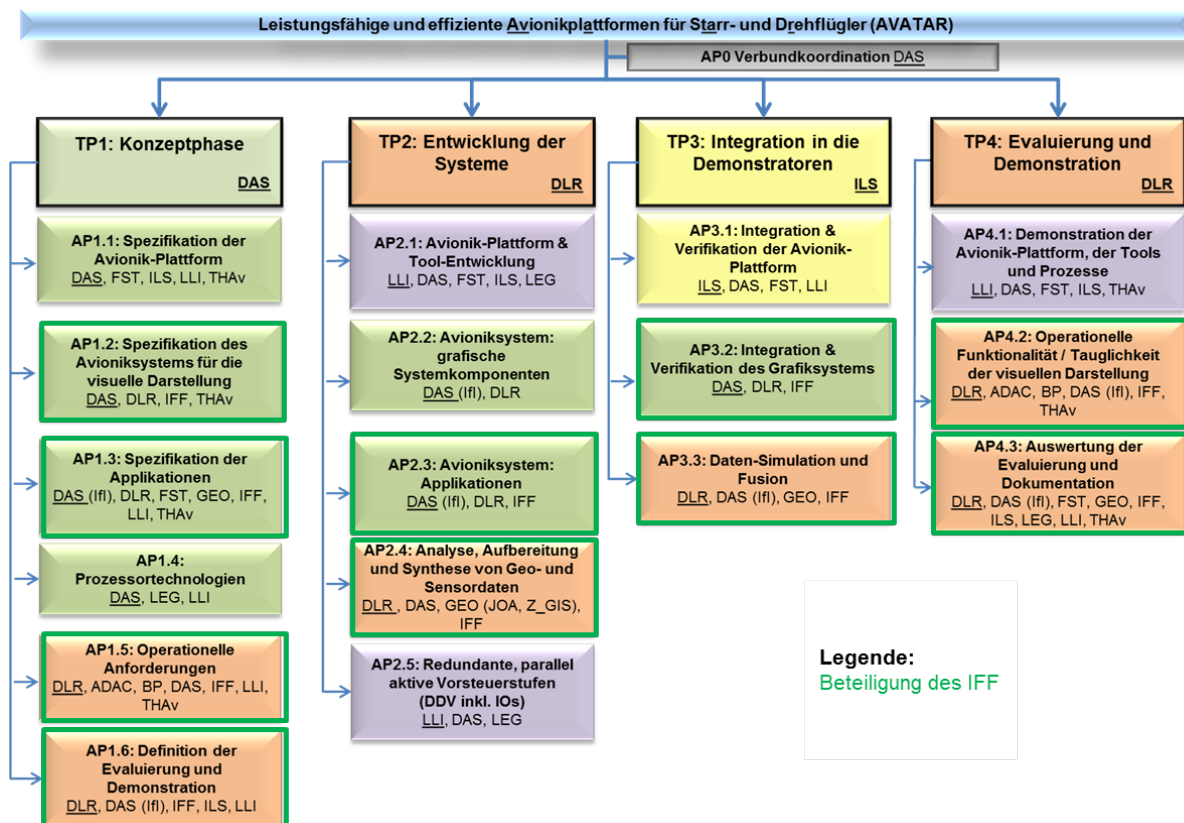 Leistungsfähige und effiziente Avionikplattformen für Starr- und Drehflügler (AVATAR)
AP0 Verbundkoordination DAS
TP1: Konzeptphase
DAS
AP1.1: Spezifikation der
Avionik-Plattform
DAS, FST, ILS, LLI, THAv
AP1.2: Spezifikation des
Avioniksystems für die
visuelle Darstellung
DAS, DLR, IFF, THAv
AP1.3: Spezifikation der
Applikationen
DAS (IfI), DLR, FST, GEO, IFF,
LLI, THAv
AP1.4:
Prozessortechnologien
DAS, LEG, LLI
AP1.5: Operationelle
Anforderungen
DLR, ADAC, BP, DAS, IFF, LLI,
THAv
AP1.6: Definition der
Evaluierung und
Demonstration
DLR, DAS (IfI), IFF, ILS, LLI
TP2: Entwicklung der
Systeme
DLR
AP2.1: Avionik-Plattform &
Tool-Entwicklung
LLI, DAS, FST, ILS, LEG
AP2.2: Avioniksystem:
grafische
Systemkomponenten
DAS (IfI), DLR
AP2.3: Avioniksystem:
Applikationen
DAS (IfI), DLR, IFF
AP2.4: Analyse, Aufbereitung
und Synthese von Geo- und
Sensordaten
DLR , DAS, GEO (JOA, Z_GIS),
IFF
AP2.5: Redundante, parallel
aktive Vorsteuerstufen
(DDV inkl. IOs)
LLI, DAS, LEG
TP3: Integration in die
Demonstratoren
ILS
AP3.1: Integration &
Verifikation der Avionik-
Plattform
ILS, DAS, FST, LLI
AP3.2: Integration &
Verifikation des Grafiksystems
DAS, DLR, IFF
AP3.3: Daten-Simulation und
Fusion
DLR, DAS (IfI), GEO, IFF
TP4: Evaluierung und
Demonstration
DLR
AP4.1: Demonstration der
Avionik-Plattform, der Tools
und Prozesse
LLI, DAS, FST, ILS, THAv
AP4.2: Operationelle
Funktionalität / Tauglichkeit
der visuellen Darstellung
DLR, ADAC, BP, DAS (IfI), IFF,
THAv
AP4.3: Auswertung der
Evaluierung und
Dokumentation
DLR, DAS (IfI), FST, GEO, IFF,
ILS, LEG, LLI, THAv
Legende:
Beteiligung des IFF